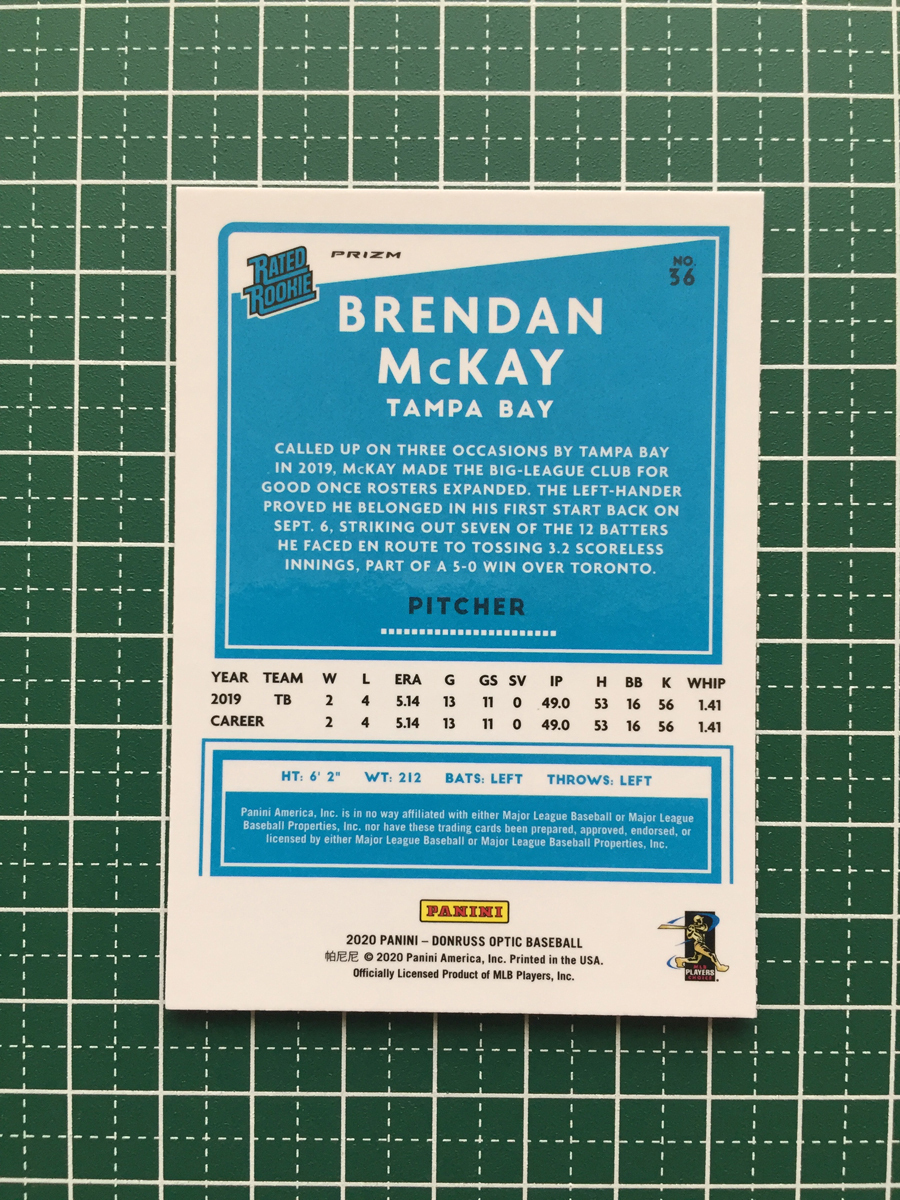 RATED
ROOKIE
PRIZM
NO.
36
BRENDAN
McKAY
TAMPA BAY
CALLED UP ON THREE OCCASIONS BY TAMPA BAY
IN 2019, McKAY MADE THE BIG-LEAGUE CLUB FOR
GOOD ONCE ROSTERS EXPANDED. THE LEFT-HANDER
PROVED HE BELONGED IN HIS FIRST START BACK ON
SEPT. 6, STRIKING OUT SEVEN OF THE 12 BATTERS
HE FACED EN ROUTE TO TOSSING 3.2 SCORELESS
INNINGS, PART OF A 5-0 WIN OVER TORONTO.
PITCHER
YEAR TEAM W L ERA G GS SV IP H BB K WHIP
2019 TB 2 4 5.14 13 11 0 49.0 53 16 56 1.41
CAREER 2 4 5.14 13 11 0 49.0 53 16 56 1.41
HT: 6' 2" WT: 212 BATS: LEFT THROWS: LEFT
Panini America, Inc. is in no way affiliated with either Major League Baseball or Major League
Baseball Properties, Inc. nor have these trading cards been prepared, approved, endorsed, or
licensed by either Major League Baseball or Major League Baseball Properties, Inc.
PANINI
2020 PANINI – DONRUSS OPTIC BASEBALL
帕尼尼 © 2020 Panini America, Inc. Printed in the USA.
Officially Licensed Product of MLB Players, Inc.
MLB
PLAYERS
CHOICE